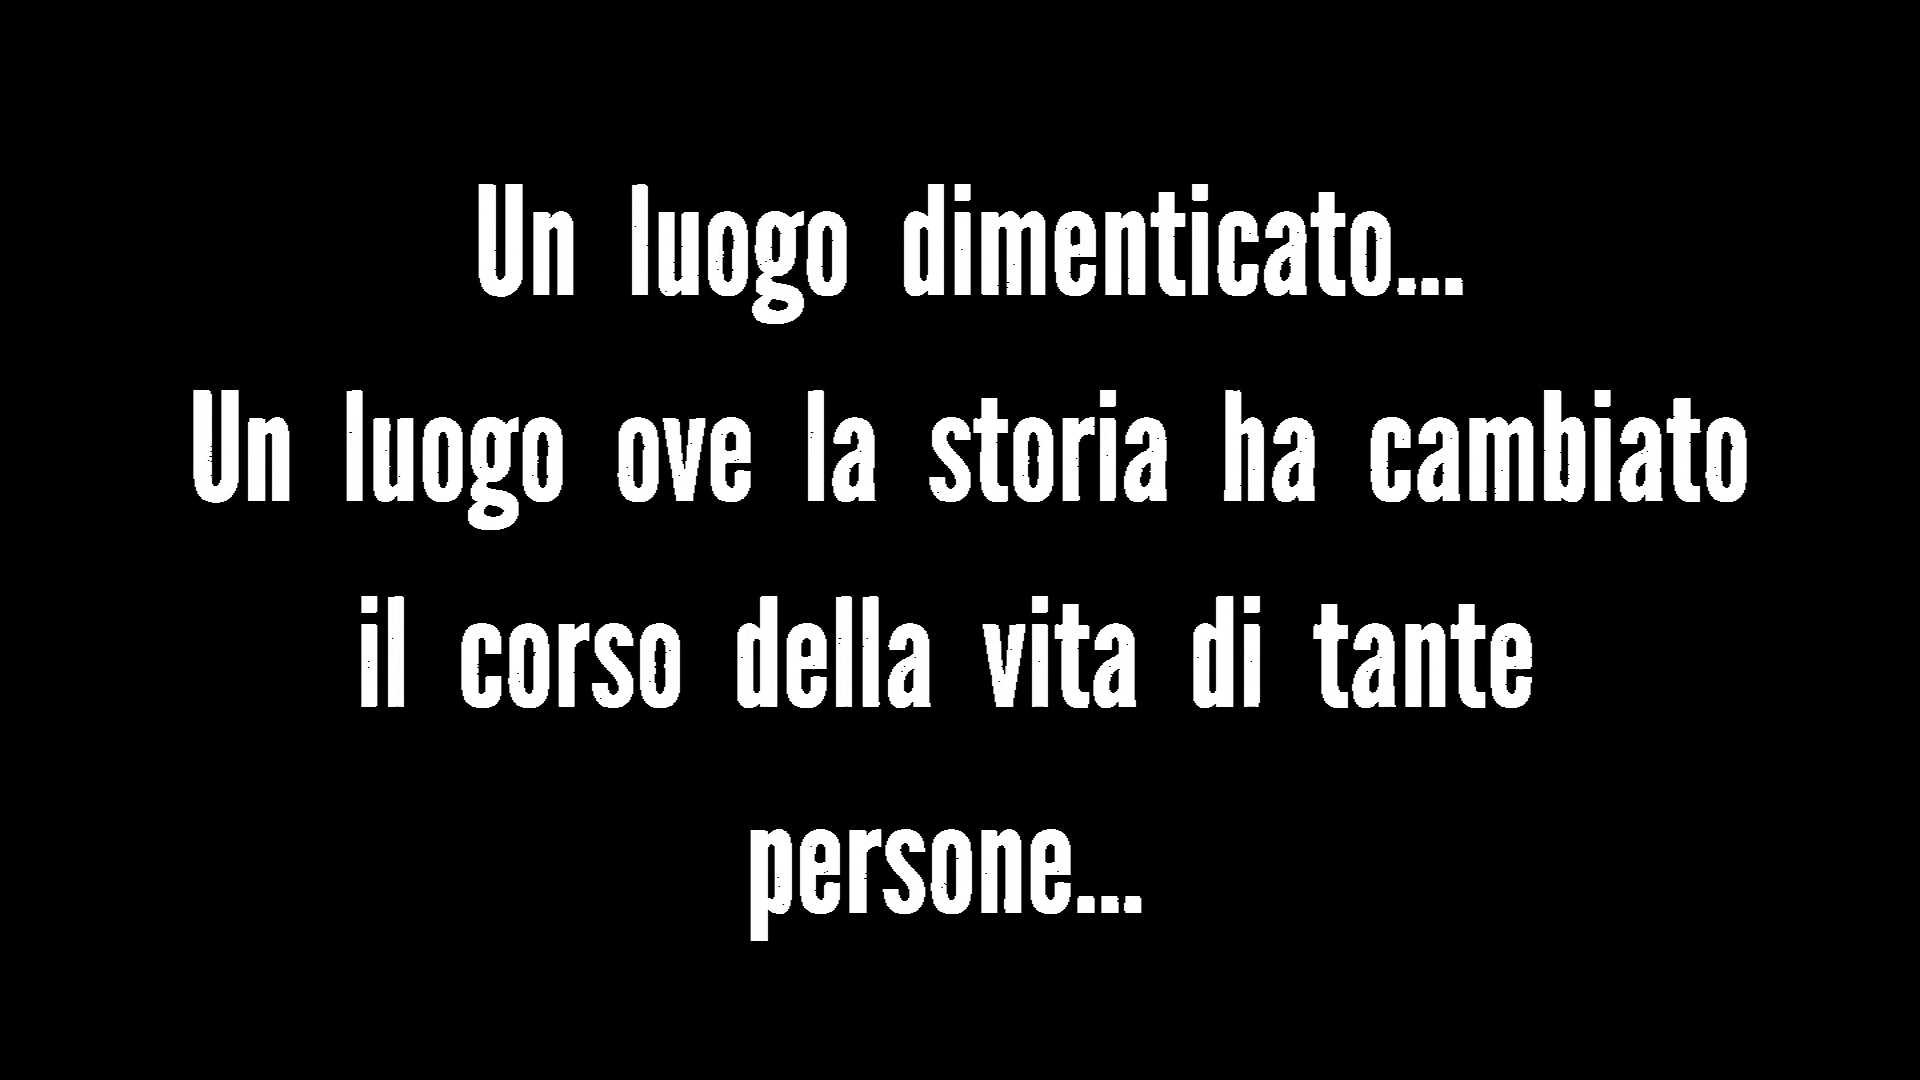 Un luogo dimenticato...
Un luogo ove la storia ha cambiato
il corso della vita di tante
persone...